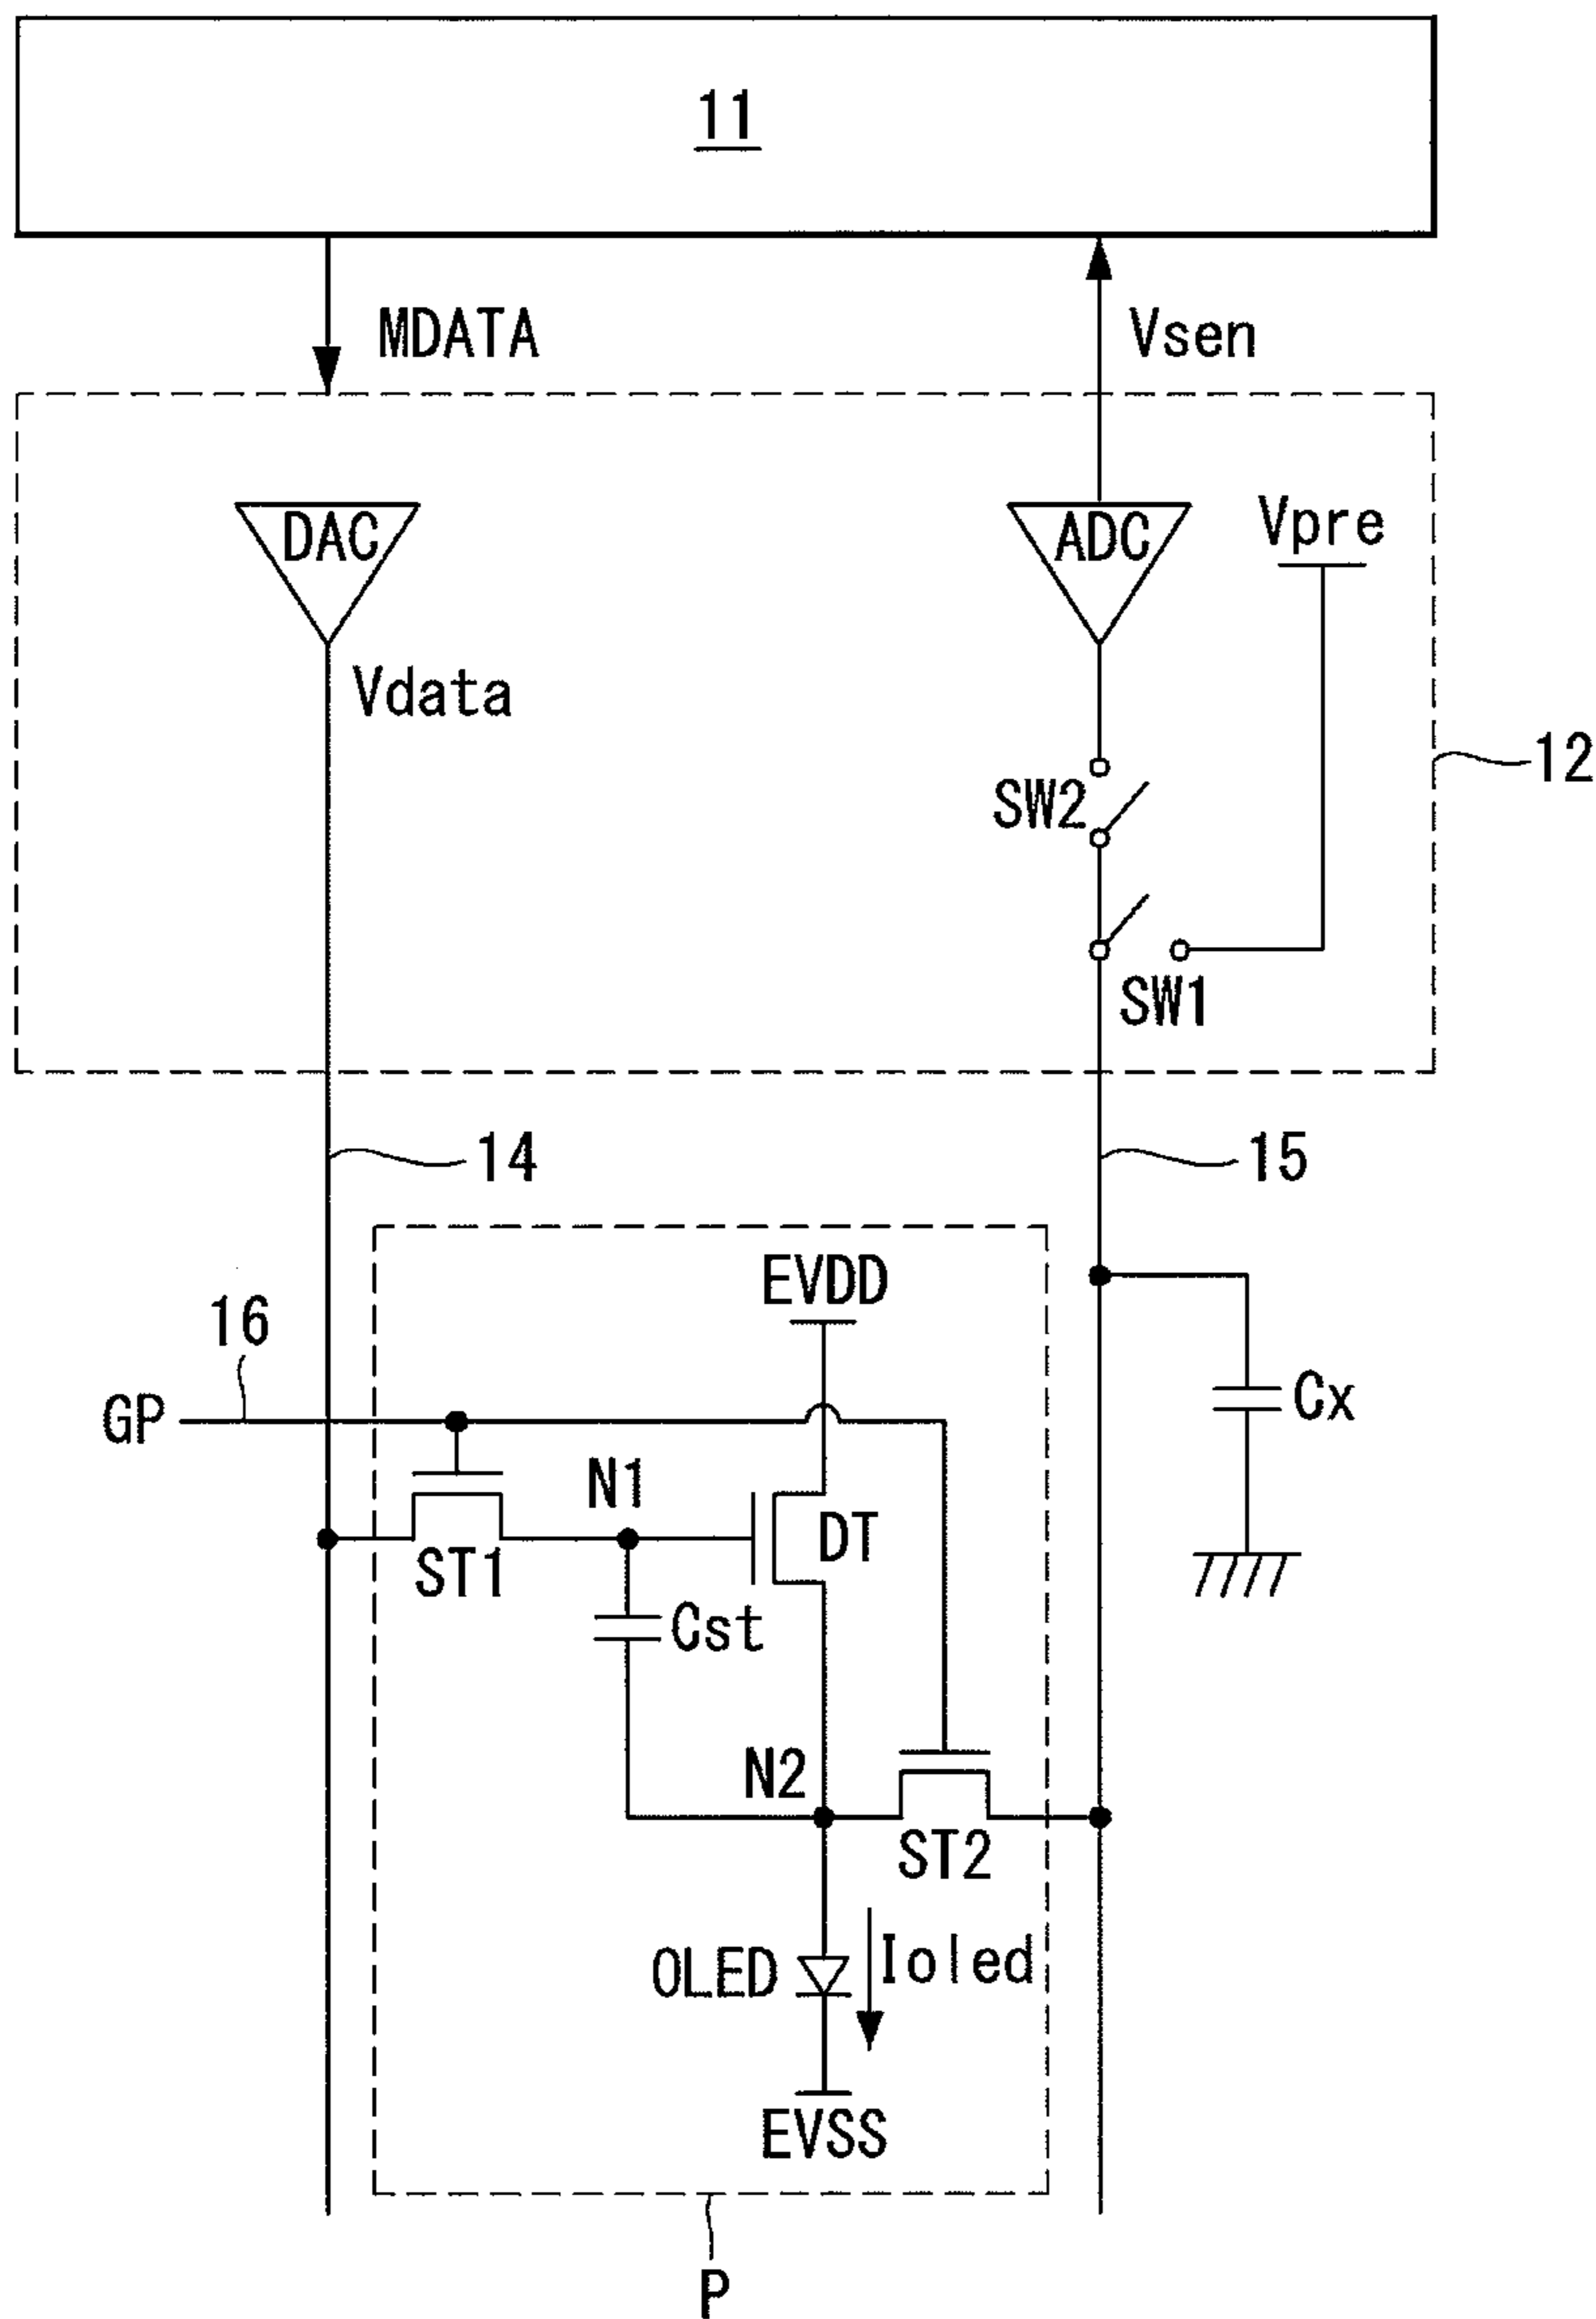 11
MDATA
Vsen
DAC
ADC
Vpre
Vdata
12
SW2
SW1
14
15
EVDD
16
GP
Cx
N1
DT
ST1
Cst
N2
ST2
OLED
Ioled
EVSS
P